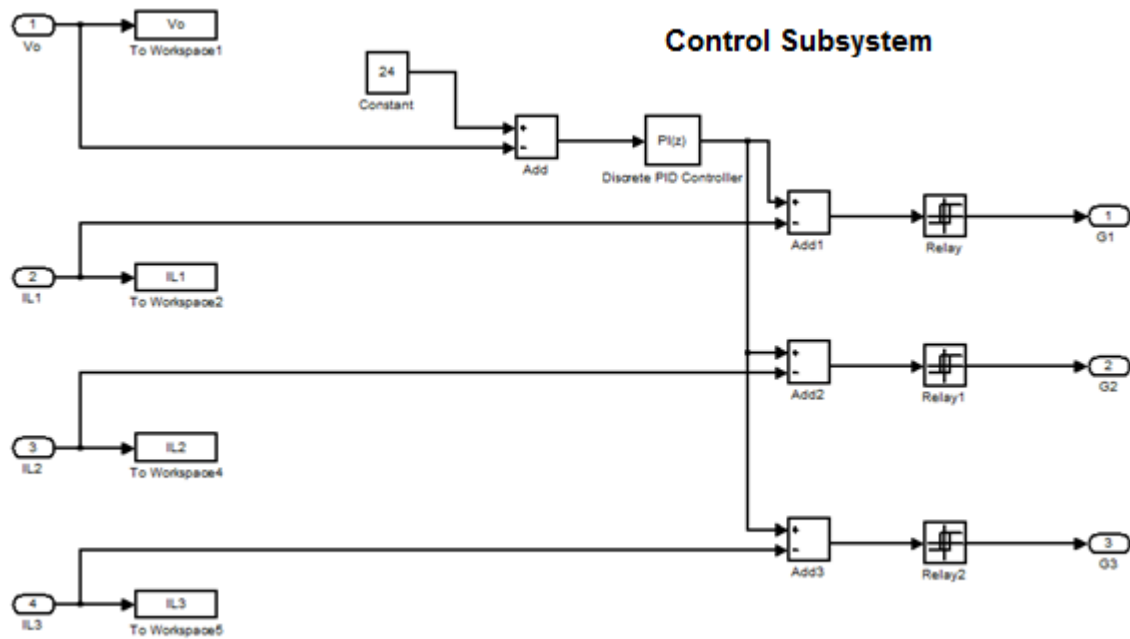 1
Vo
Vo
To Workspace1
Control Subsystem
24
Constant
+
-
Add
PI(z)
Discrete PID Controlller
+
-
Add1
Relay
1
G1
2
IL1
IL1
To Workspace2
+
-
Add2
Relay1
2
G2
3
IL2
IL2
To Workspace4
+
-
Add3
Relay2
3
G3
4
IL3
IL3
To Workspace5